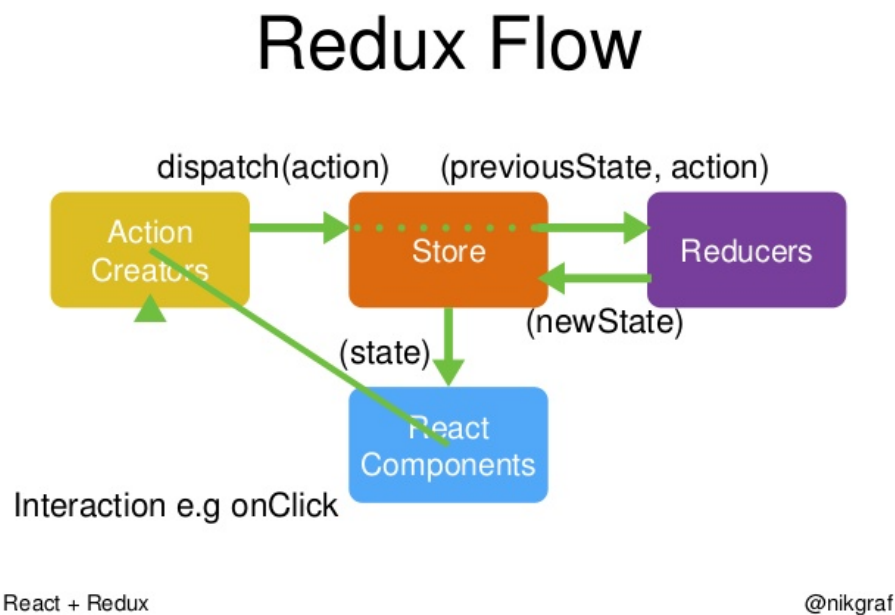 Redux Flow
dispatch(action)
(previousState, action)
Action
Creators
Store
Reducers
(newState)
(state)
React
Components
Interaction e.g onClick
React + Redux
@nikgraf